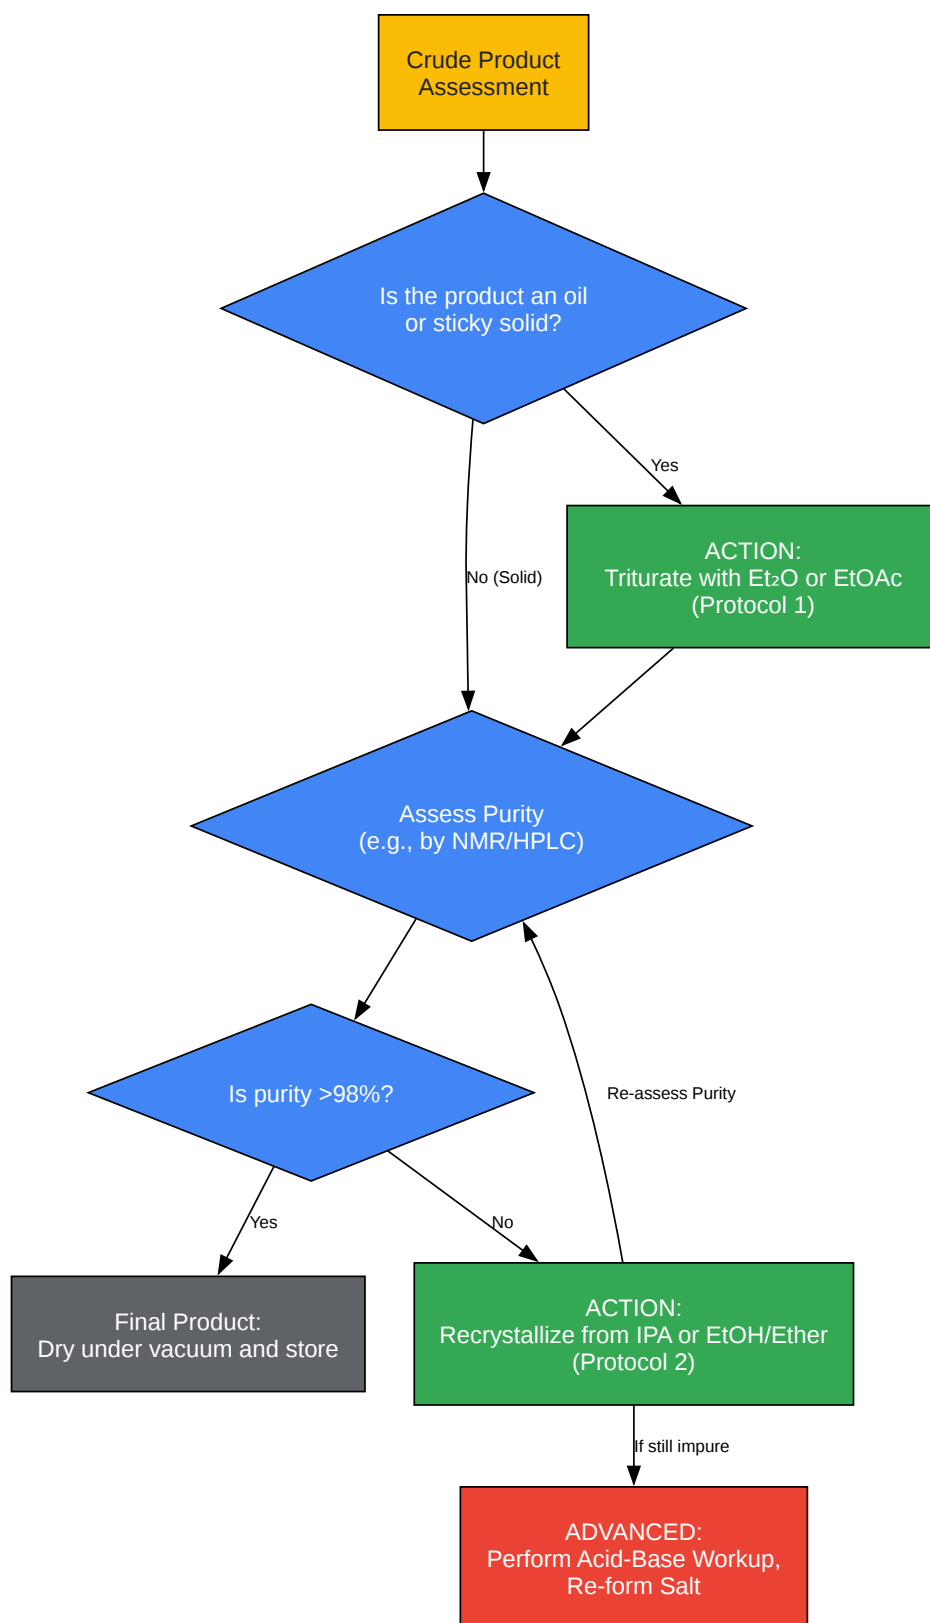 Crude Product
Assessment
Is the product an oil
or sticky solid?
Yes
ACTION:
Triturate with Et₂O or EtOAc
(Protocol 1)
No (Solid)
Assess Purity
(e.g., by NMR/HPLC)
Is purity >98%?
Re-assess Purity
Yes
No
Final Product:
Dry under vacuum and store
ACTION:
Recrystallize from IPA or EtOH/Ether
(Protocol 2)
If still impure
ADVANCED:
Perform Acid-Base Workup,
Re-form Salt